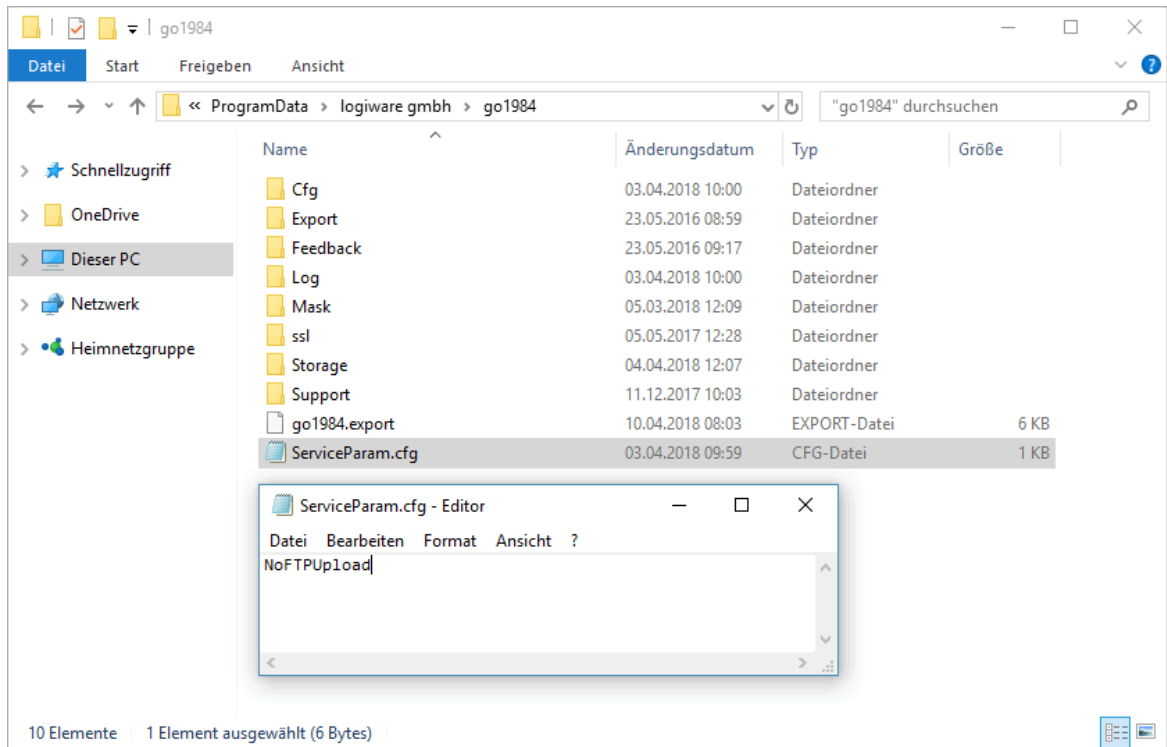 go1984
Datei Start Freigeben Ansicht
« ProgramData › logiware gmbh › go1984 "go1984" durchsuchen
Name Änderungsdatum Typ Größe
Schnellzugriff
OneDrive
Dieser PC
Netzwerk
Heimnetzgruppe
Cfg 03.04.2018 10:00 Dateiordner
Export 23.05.2016 08:59 Dateiordner
Feedback 23.05.2016 09:17 Dateiordner
Log 03.04.2018 10:00 Dateiordner
Mask 05.03.2018 12:09 Dateiordner
ssl 05.05.2017 12:28 Dateiordner
Storage 04.04.2018 12:07 Dateiordner
Support 11.12.2017 10:03 Dateiordner
go1984.export 10.04.2018 08:03 EXPORT-Datei 6 KB
ServiceParam.cfg 03.04.2018 09:59 CFG-Datei 1 KB
ServiceParam.cfg - Editor
Datei Bearbeiten Format Ansicht ?
NoFTPUpload
10 Elemente 1 Element ausgewählt (6 Bytes)